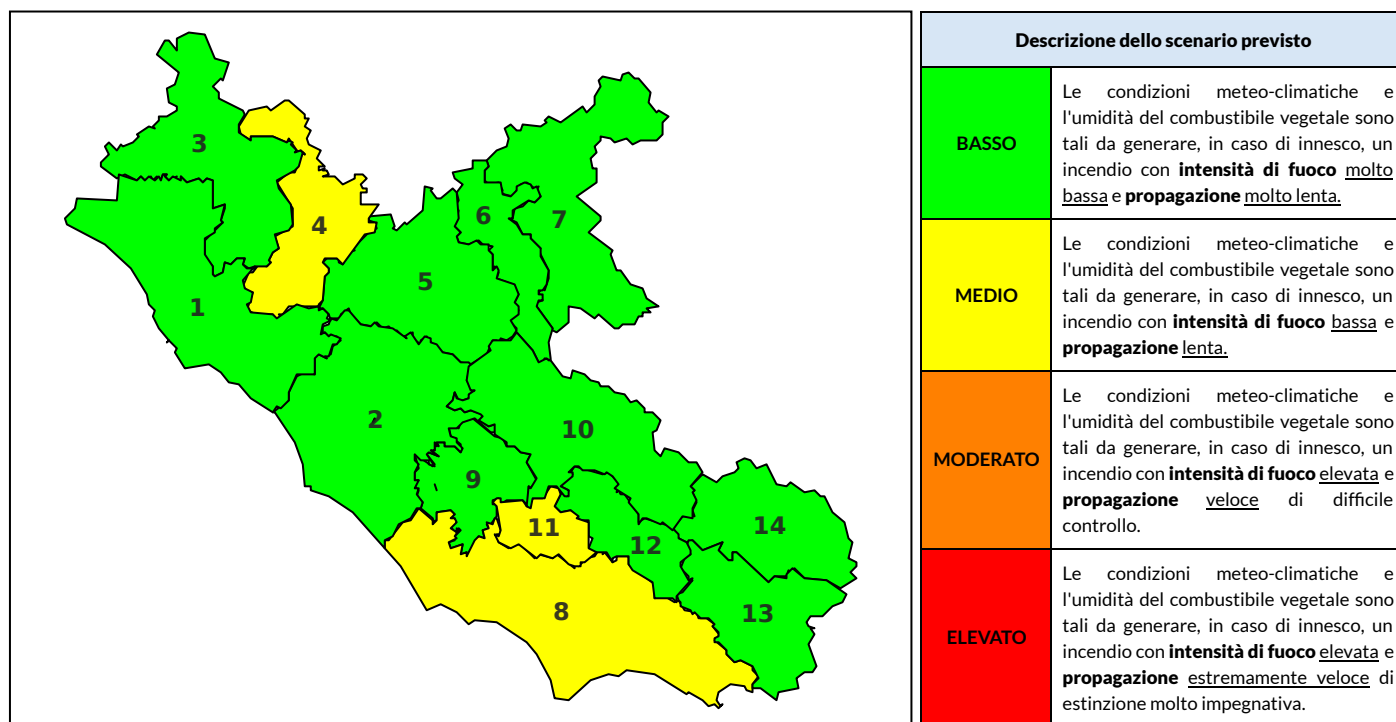 3
4
6
7
5
1
2
10
9
11
14
12
8
13
Descrizione dello scenario previsto
BASSO
Le condizioni meteo-climatiche e
l'umidità del combustibile vegetale sono
tali da generare, in caso di innesco, un
incendio con intensità di fuoco molto
bassa e propagazione molto lenta.
MEDIO
Le condizioni meteo-climatiche e
l'umidità del combustibile vegetale sono
tali da generare, in caso di innesco, un
incendio con intensità di fuoco bassa e
propagazione lenta.
MODERATO
Le condizioni meteo-climatiche e
l'umidità del combustibile vegetale sono
tali da generare, in caso di innesco, un
incendio con intensità di fuoco elevata e
propagazione veloce di difficile
controllo.
ELEVATO
Le condizioni meteo-climatiche e
l'umidità del combustibile vegetale sono
tali da generare, in caso di innesco, un
incendio con intensità di fuoco elevata e
propagazione estremamente veloce di
estinzione molto impegnativa.